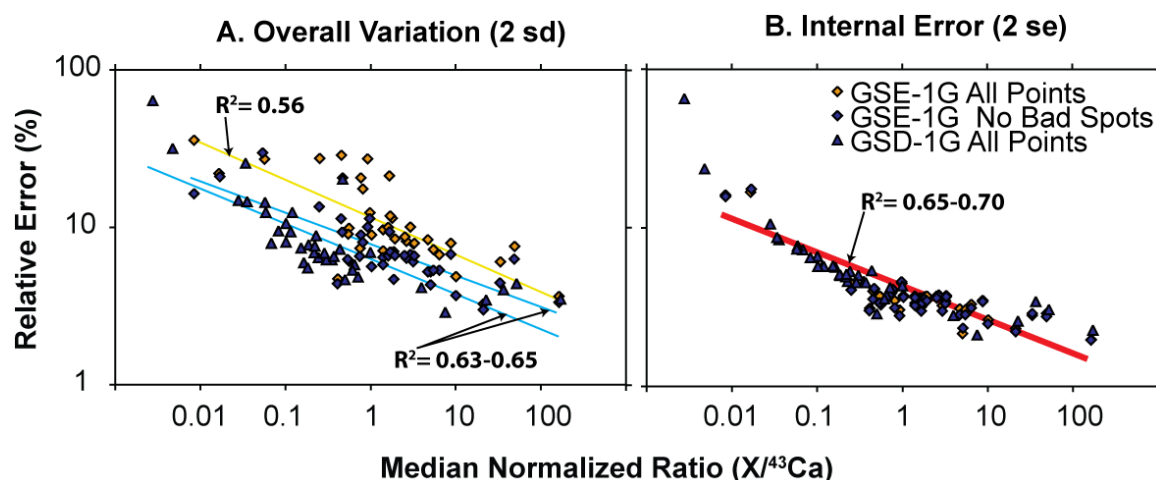 A. Overall Variation (2 sd)
B. Internal Error (2 se)
100
10
1
Relative Error (%)
R²= 0.56
R²= 0.63-0.65
GSE-1G All Points
GSE-1G No Bad Spots
GSD-1G All Points
R²= 0.65-0.70
0.01 0.1 1 10 100
0.01 0.1 1 10 100
Median Normalized Ratio (X/⁴³Ca)